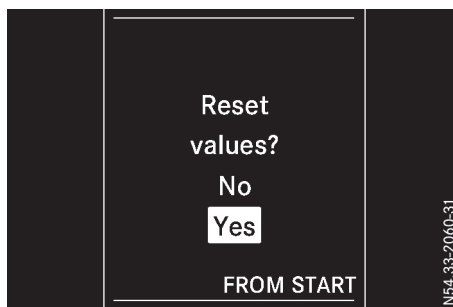 Reset
values?
No
Yes
FROM START
N54.33-2060-31